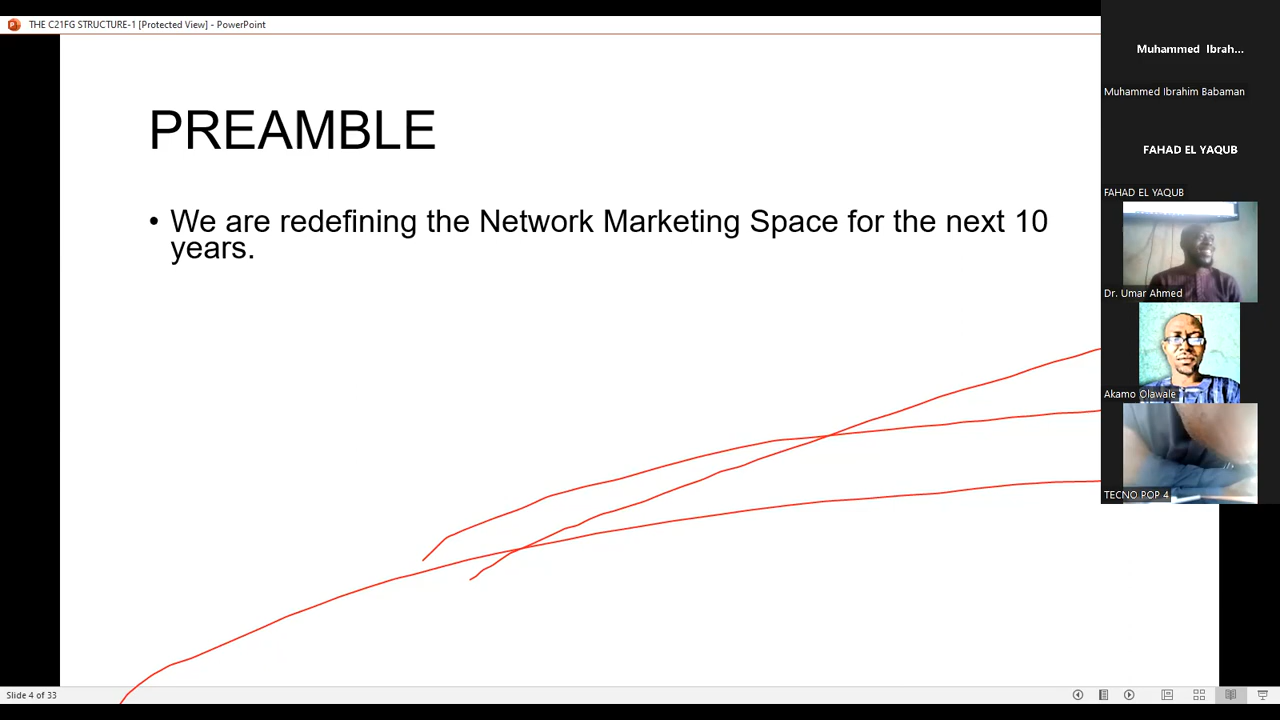 THE C21FG STRUCTURE-1 [Protected View] - PowerPoint
PREAMBLE
• We are redefining the Network Marketing Space for the next 10
years.
Muhammed Ibrah...
Muhammed Ibrahim Babaman
FAHAD EL YAQUB
FAHAD EL YAQUB
Dr. Umar Ahmed
Akamo Olawale
TECNO POP 4
Slide 4 of 33